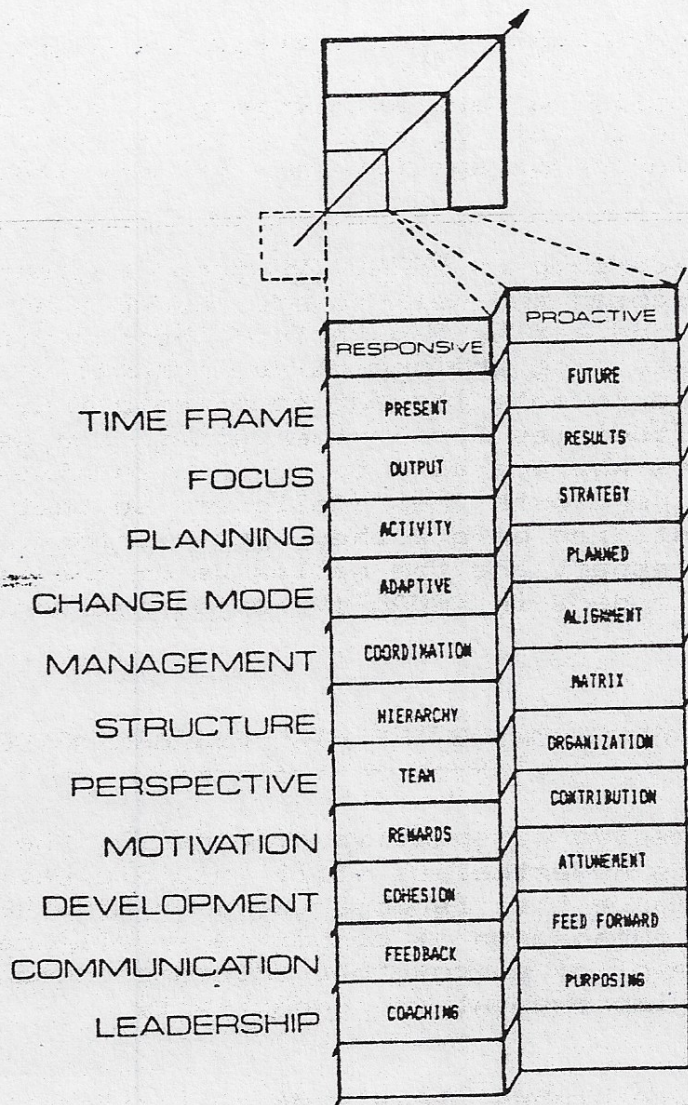 PROACTIVE
RESPONSIVE
FUTURE
TIME FRAME PRESENT
RESULTS
FOCUS OUTPUT
STRATEGY
PLANNING ACTIVITY
PLANNED
CHANGE MODE ADAPTIVE
ALIGNMENT
MANAGEMENT COORDINATION
MATRIX
STRUCTURE HIERARCHY
ORGANIZATION
PERSPECTIVE TEAM
CONTRIBUTION
MOTIVATION REWARDS
ATTUNEMENT
DEVELOPMENT COHESION
FEED FORWARD
COMMUNICATION FEEDBACK
PURPOSING
LEADERSHIP COACHING